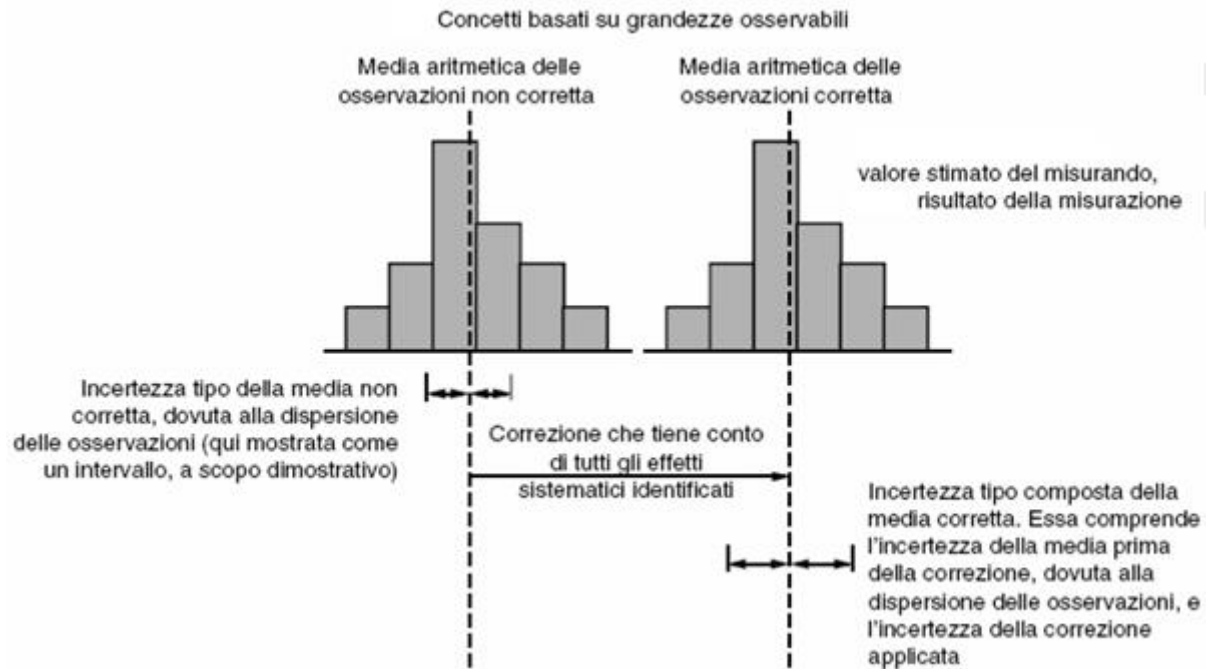 Concetti basati su grandezze osservabili
Media aritmetica delle
osservazioni non corretta
Media aritmetica delle
osservazioni corretta
valore stimato del misurando,
risultato della misurazione
Incertezza tipo della media non
corretta, dovuta alla dispersione
delle osservazioni (qui mostrata come
un intervallo, a scopo dimostrativo)
Correzione che tiene conto
di tutti gli effetti
sistematici identificati
Incertezza tipo composta della
media corretta. Essa comprende
l'incertezza della media prima
della correzione, dovuta alla
dispersione delle osservazioni, e
l'incertezza della correzione
applicata